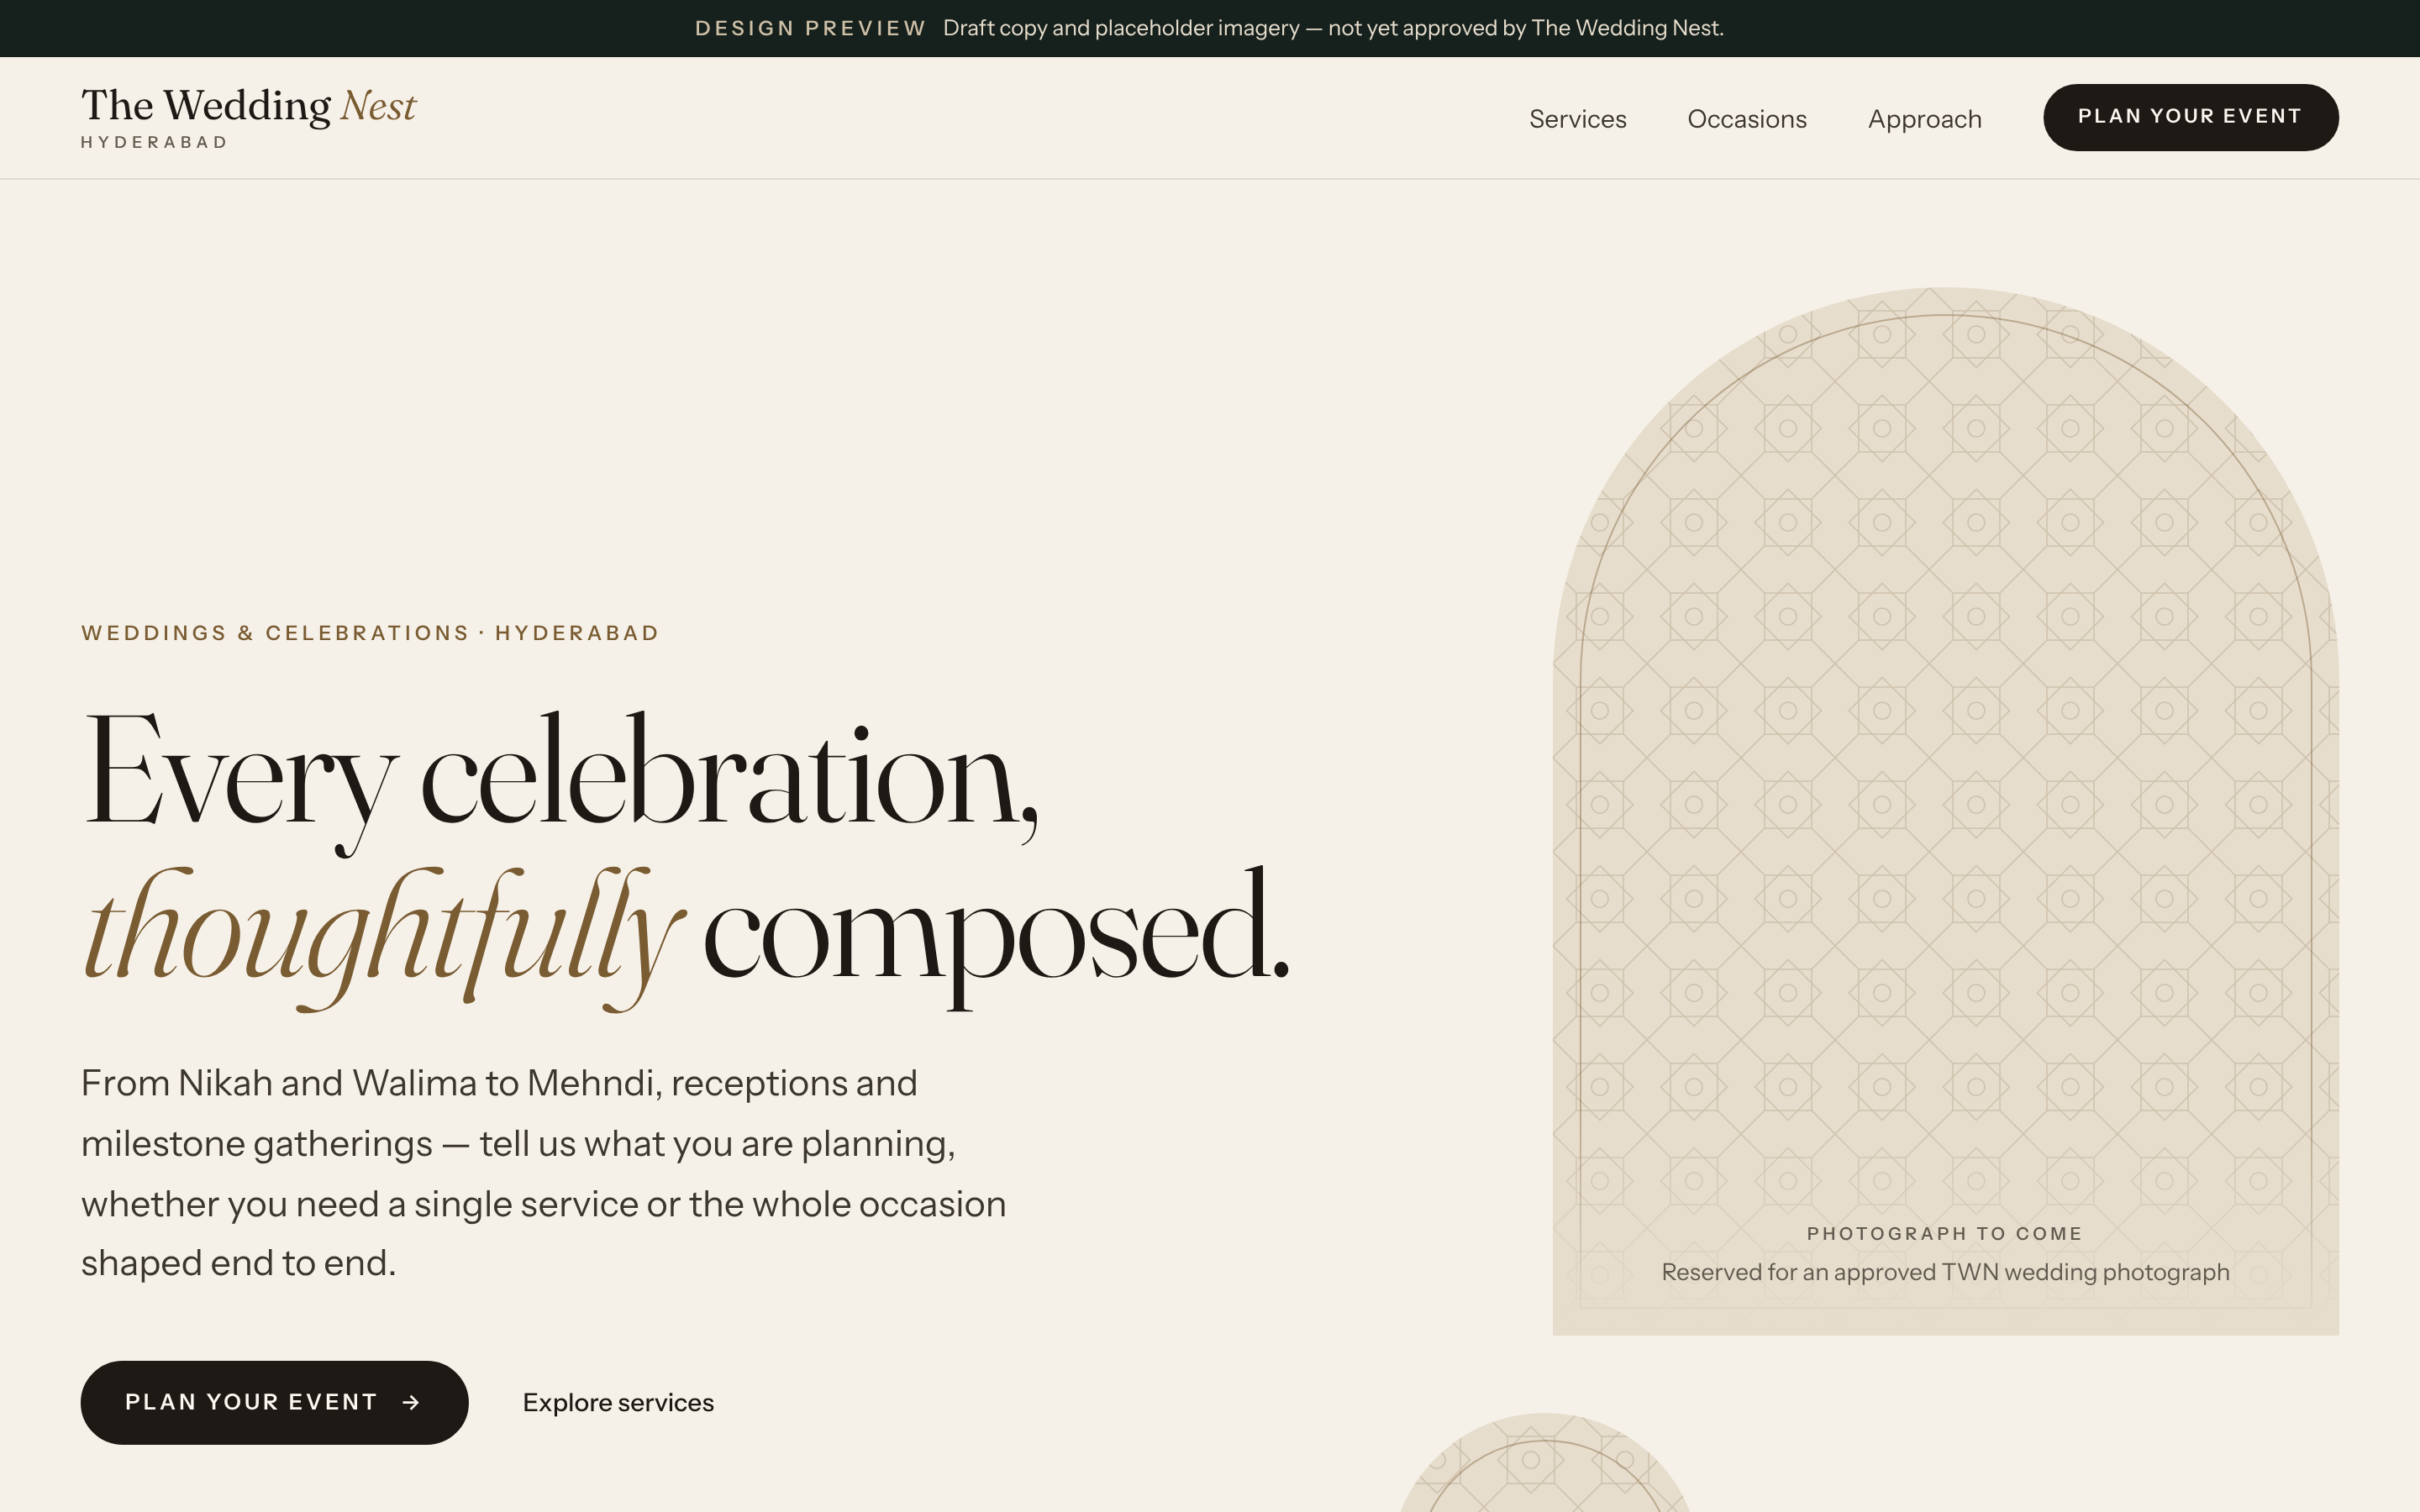 DESIGN PREVIEW Draft copy and placeholder imagery — not yet approved by The Wedding Nest.
The Wedding Nest
HYDERABAD
Services
Occasions
Approach
PLAN YOUR EVENT
WEDDINGS & CELEBRATIONS · HYDERABAD
Every celebration,
thoughtfully composed.
From Nikah and Walima to Mehndi, receptions and
milestone gatherings — tell us what you are planning,
whether you need a single service or the whole occasion
shaped end to end.
PLAN YOUR EVENT →
Explore services
PHOTOGRAPH TO COME
Reserved for an approved TWN wedding photograph